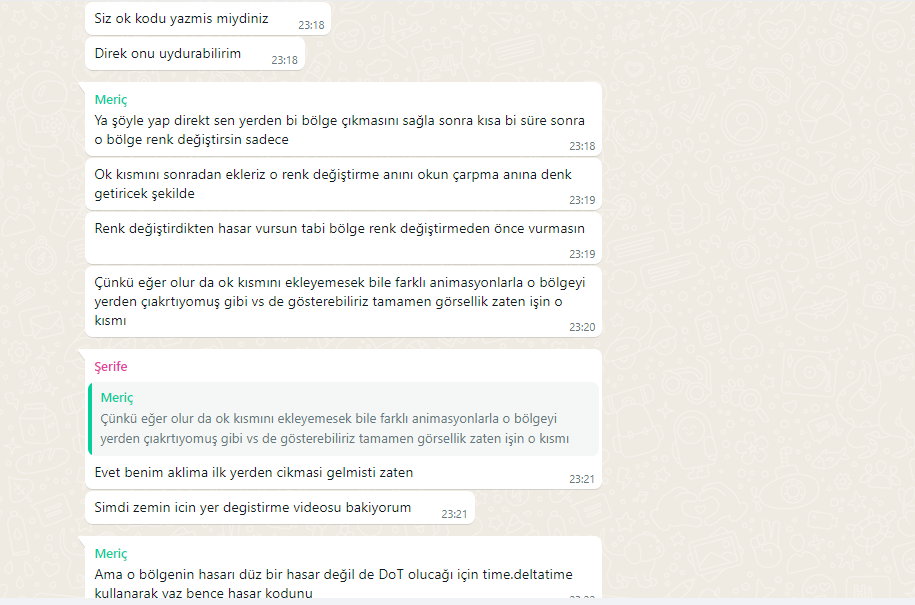 Siz ok kodu yazmis miydiniz
23:18
Direk onu uydurabilirim
23:18
Meriç
Ya şöyle yap direkt sen yerden bi bölge çıkmasını sağla sonra kısa bi süre sonra
o bölge renk değiştirsin sadece
23:18
Ok kısmını sonradan ekleriz o renk değiştirme anını okun çarpma anına denk
getiricek şekilde
23:19
Renk değiştirdikten hasar vursun tabi bölge renk değiştirmeden önce vurmasın
23:19
Çünkü eğer olur da ok kısmını ekleyemesek bile farklı animasyonlarla o bölgeyi
yerden çıakrtıyomuş gibi vs de gösterebiliriz tamamen görsellik zaten işin o
kısmı
23:20
Şerife
Meriç
Çünkü eğer olur da ok kısmını ekleyemesek bile farklı animasyonlarla o bölgeyi
yerden çıakrtıyomuş gibi vs de gösterebiliriz tamamen görsellik zaten işin o kısmı
Evet benim aklima ilk yerden cikmasi gelmisti zaten
23:21
Simdi zemin icin yer degistirme videosu bakiyorum
23:21
Meriç
Ama o bölgenin hasarı düz bir hasar değil de DoT olucağı için time.deltatime
kullanarak yaz bence hasar kodunu